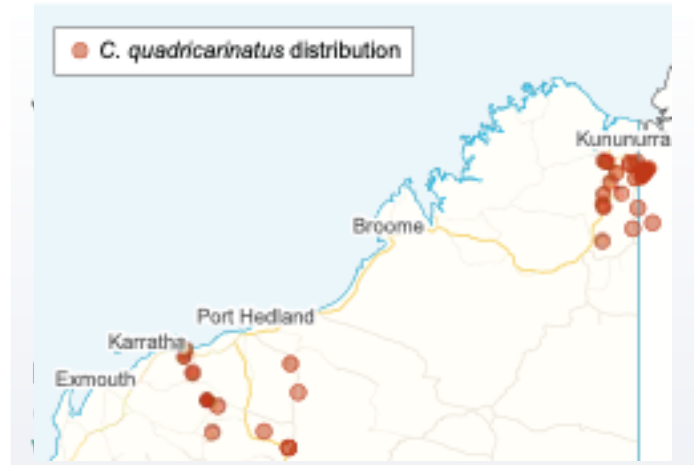 C. quadricarinatus distribution
Kununurra
Broome
Port Hedland
Karratha
Exmouth